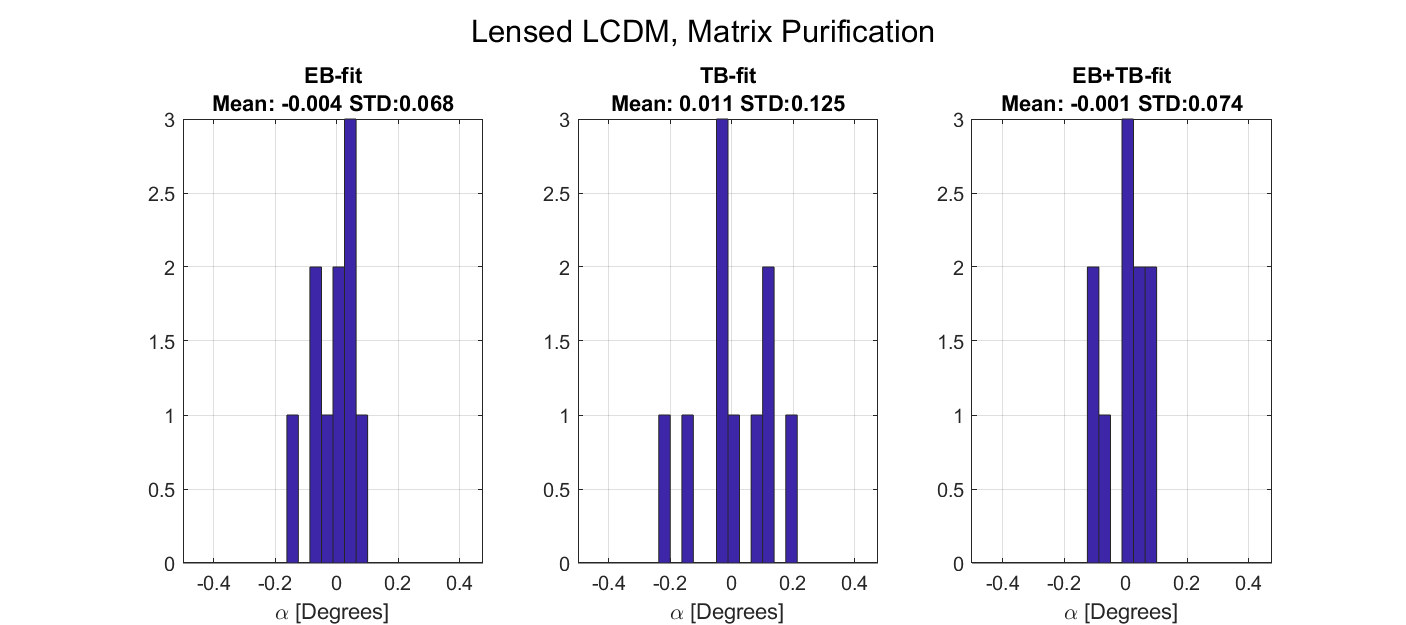 Lensed LCDM, Matrix Purification
EB-fit
Mean: -0.004 STD:0.068
3
2.5
2
1.5
1
0.5
0
-0.4 -0.2 0 0.2 0.4
α [Degrees]
TB-fit
Mean: 0.011 STD:0.125
3
2.5
2
1.5
1
0.5
0
-0.4 -0.2 0 0.2 0.4
α [Degrees]
EB+TB-fit
Mean: -0.001 STD:0.074
3
2.5
2
1.5
1
0.5
0
-0.4 -0.2 0 0.2 0.4
α [Degrees]